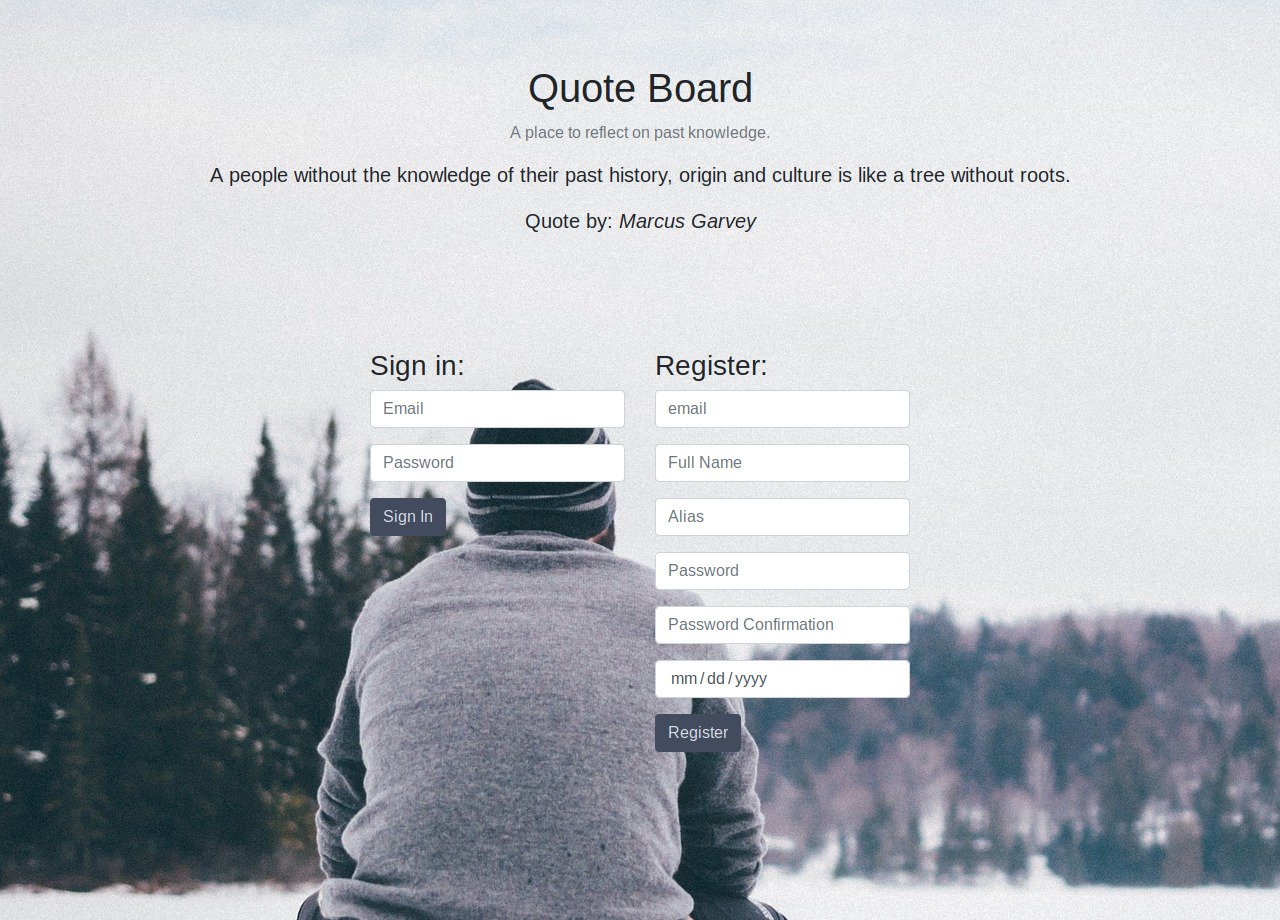 Quote Board
A place to reflect on past knowledge.
A people without the knowledge of their past history, origin and culture is like a tree without roots.
Quote by: Marcus Garvey
Sign in:
Email
Password
Sign In
Register:
email
Full Name
Alias
Password
Password Confirmation
mm/dd/yyyy
Register